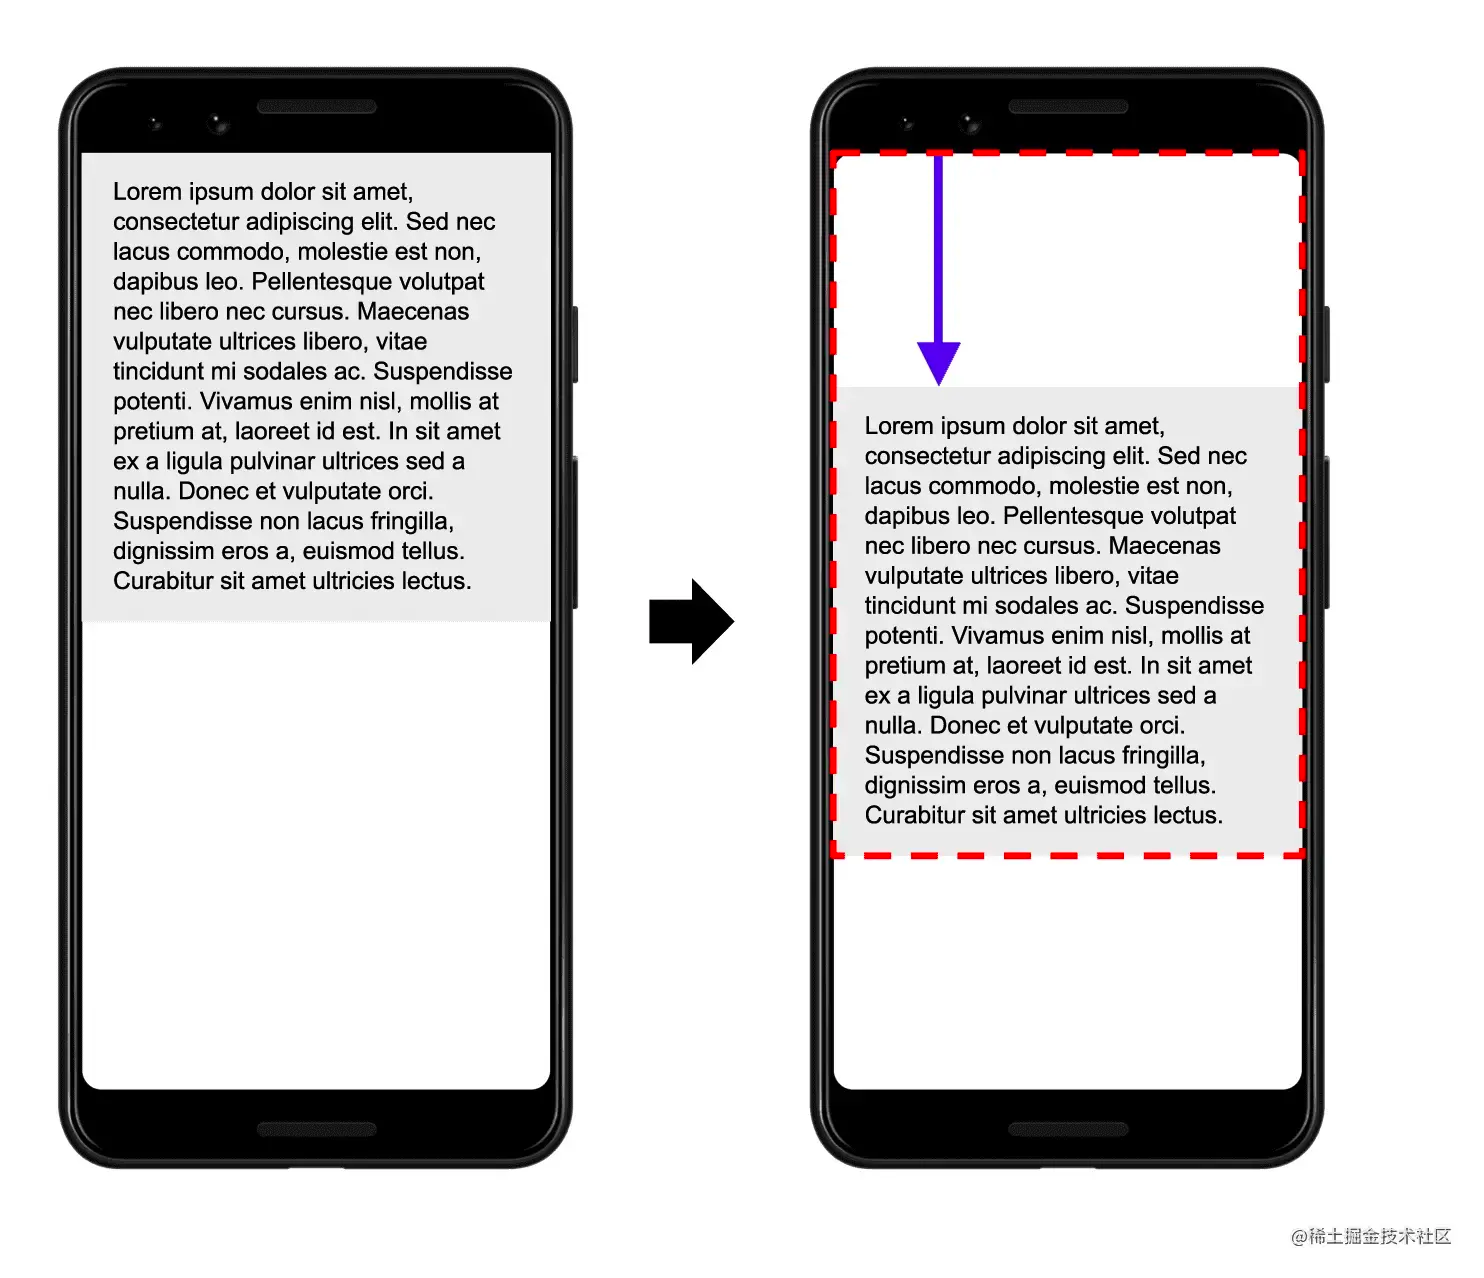 Lorem ipsum dolor sit amet,
consectetur adipiscing elit. Sed nec
lacus commodo, molestie est non,
dapibus leo. Pellentesque volutpat
nec libero nec cursus. Maecenas
vulputate ultrices libero, vitae
tincidunt mi sodales ac. Suspendisse
potenti. Vivamus enim nisl, mollis at
pretium at, laoreet id est. In sit amet
ex a ligula pulvinar ultrices sed a
nulla. Donec et vulputate orci.
Suspendisse non lacus fringilla,
dignissim eros a, euismod tellus.
Curabitur sit amet ultricies lectus.
Lorem ipsum dolor sit amet,
consectetur adipiscing elit. Sed nec
lacus commodo, molestie est non,
dapibus leo. Pellentesque volutpat
nec libero nec cursus. Maecenas
vulputate ultrices libero, vitae
tincidunt mi sodales ac. Suspendisse
potenti. Vivamus enim nisl, mollis at
pretium at, laoreet id est. In sit amet
ex a ligula pulvinar ultrices sed a
nulla. Donec et vulputate orci.
Suspendisse non lacus fringilla,
dignissim eros a, euismod tellus.
Curabitur sit amet ultricies lectus.
@稀土掘金技术社区